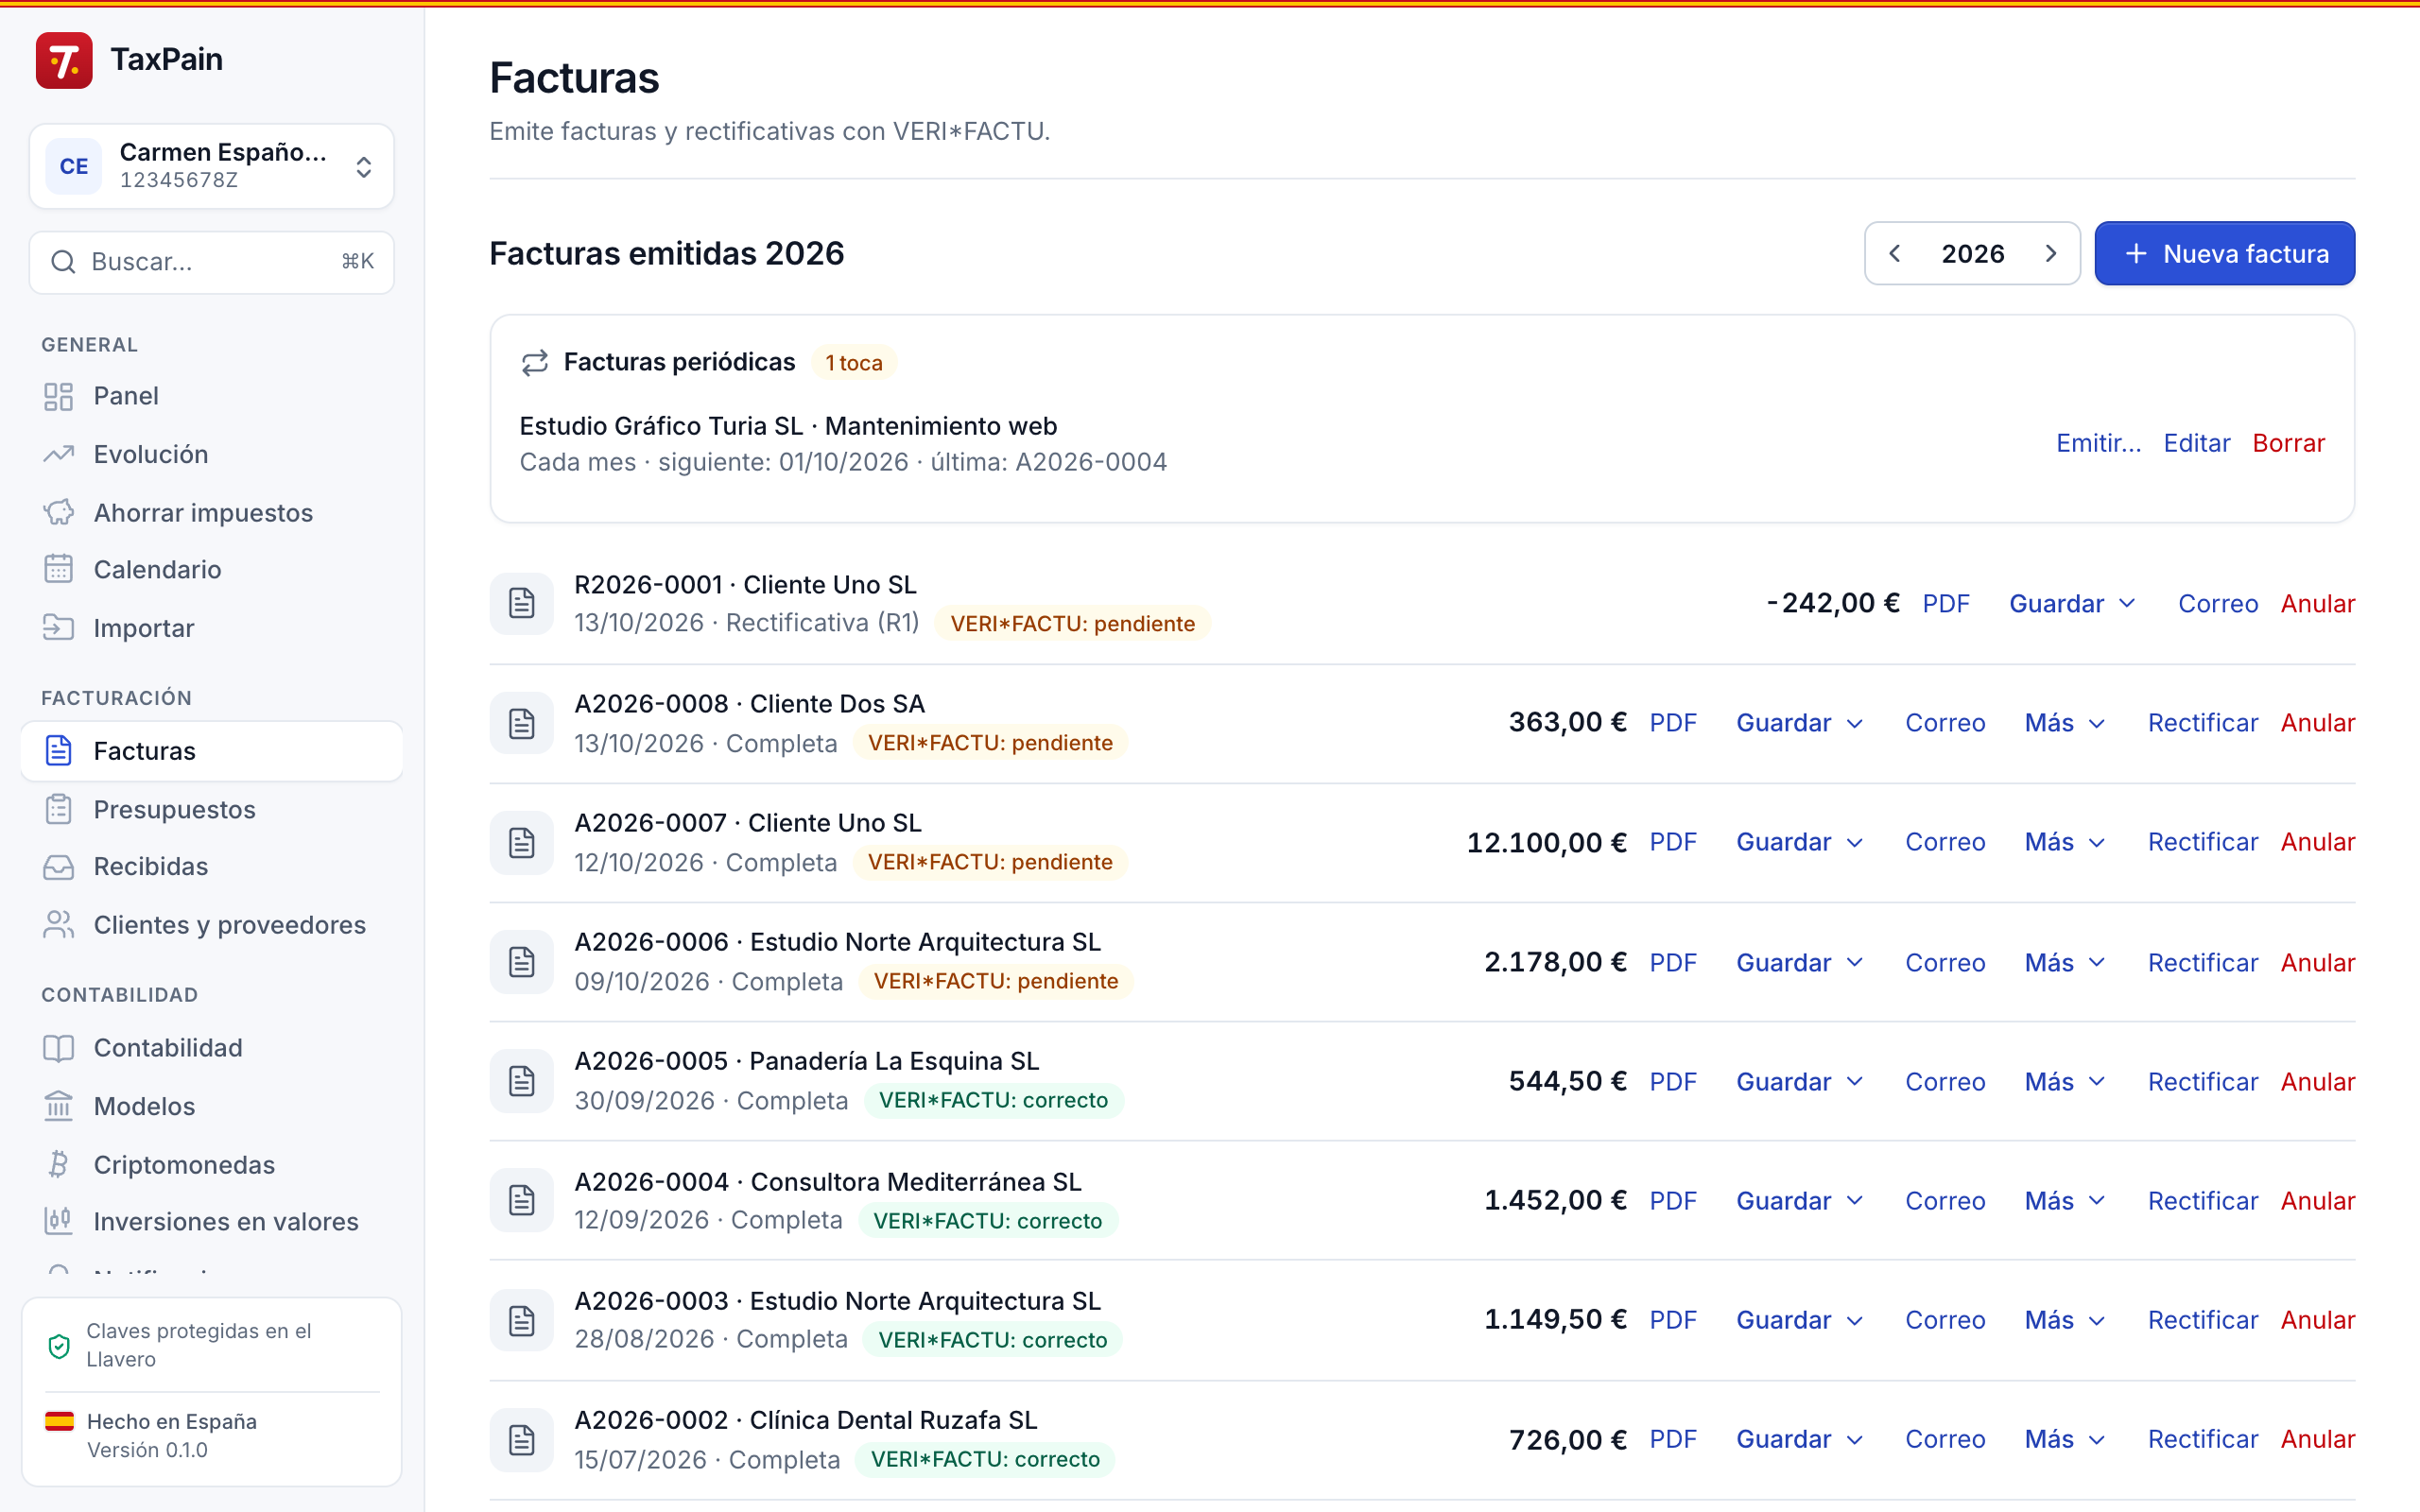 TaxPain
CE
Carmen Españo...
12345678Z
Buscar...
⌘K
GENERAL
Panel
Evolución
Ahorrar impuestos
Calendario
Importar
FACTURACIÓN
Facturas
Presupuestos
Recibidas
Clientes y proveedores
CONTABILIDAD
Contabilidad
Modelos
Criptomonedas
Inversiones en valores
Claves protegidas en el
Llavero
Hecho en España
Versión 0.1.0
Facturas
Emite facturas y rectificativas con VERI*FACTU.
Facturas emitidas 2026
2026
+ Nueva factura
Facturas periódicas 1 toca
Estudio Gráfico Turia SL · Mantenimiento web
Cada mes · siguiente: 01/10/2026 · última: A2026-0004
Emitir... Editar Borrar
R2026-0001 · Cliente Uno SL
13/10/2026 · Rectificativa (R1) VERI*FACTU: pendiente
-242,00 € PDF Guardar Correo Anular
A2026-0008 · Cliente Dos SA
13/10/2026 · Completa VERI*FACTU: pendiente
363,00 € PDF Guardar Correo Más Rectificar Anular
A2026-0007 · Cliente Uno SL
12/10/2026 · Completa VERI*FACTU: pendiente
12.100,00 € PDF Guardar Correo Más Rectificar Anular
A2026-0006 · Estudio Norte Arquitectura SL
09/10/2026 · Completa VERI*FACTU: pendiente
2.178,00 € PDF Guardar Correo Más Rectificar Anular
A2026-0005 · Panadería La Esquina SL
30/09/2026 · Completa VERI*FACTU: correcto
544,50 € PDF Guardar Correo Más Rectificar Anular
A2026-0004 · Consultora Mediterránea SL
12/09/2026 · Completa VERI*FACTU: correcto
1.452,00 € PDF Guardar Correo Más Rectificar Anular
A2026-0003 · Estudio Norte Arquitectura SL
28/08/2026 · Completa VERI*FACTU: correcto
1.149,50 € PDF Guardar Correo Más Rectificar Anular
A2026-0002 · Clínica Dental Ruzafa SL
15/07/2026 · Completa VERI*FACTU: correcto
726,00 € PDF Guardar Correo Más Rectificar Anular